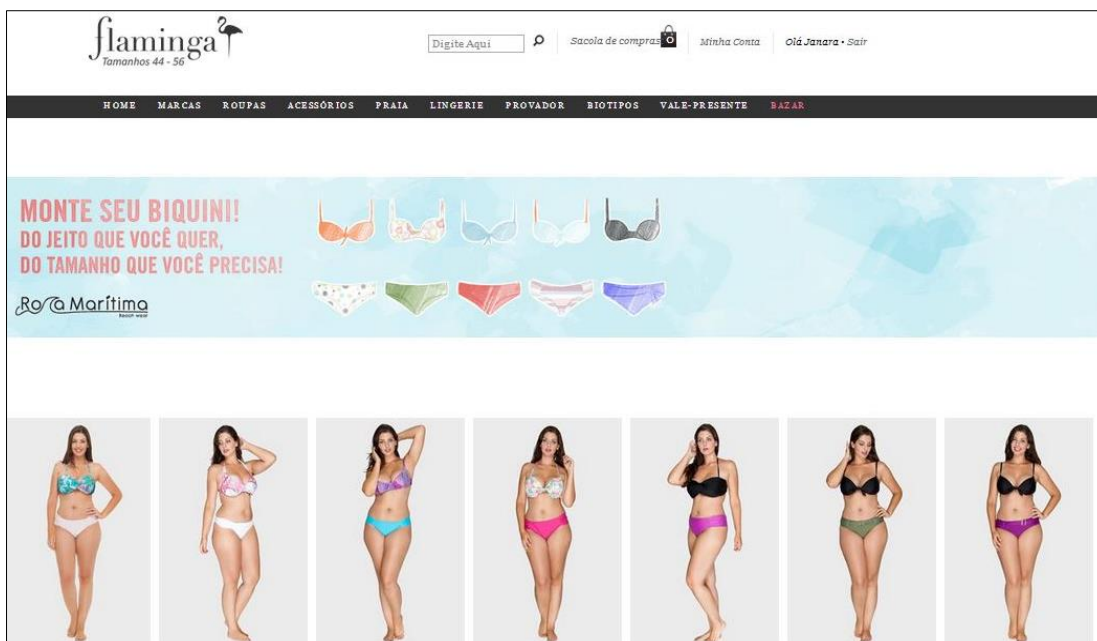 flaminga
Tamanhos 44 - 56
Digite Aqui
Sacola de compras 0
Minha Conta
Olá Janara • Sair
HOME MARCAS ROUPAS ACESSÓRIOS PRAIA LINGERIE PROVADOR BIOTIPOS VALE-PRESENTE BAZAR
MONTE SEU BIQUINI!
DO JEITO QUE VOCÊ QUER,
DO TAMANHO QUE VOCÊ PRECISA!
Rosa Marítima
Beach wear